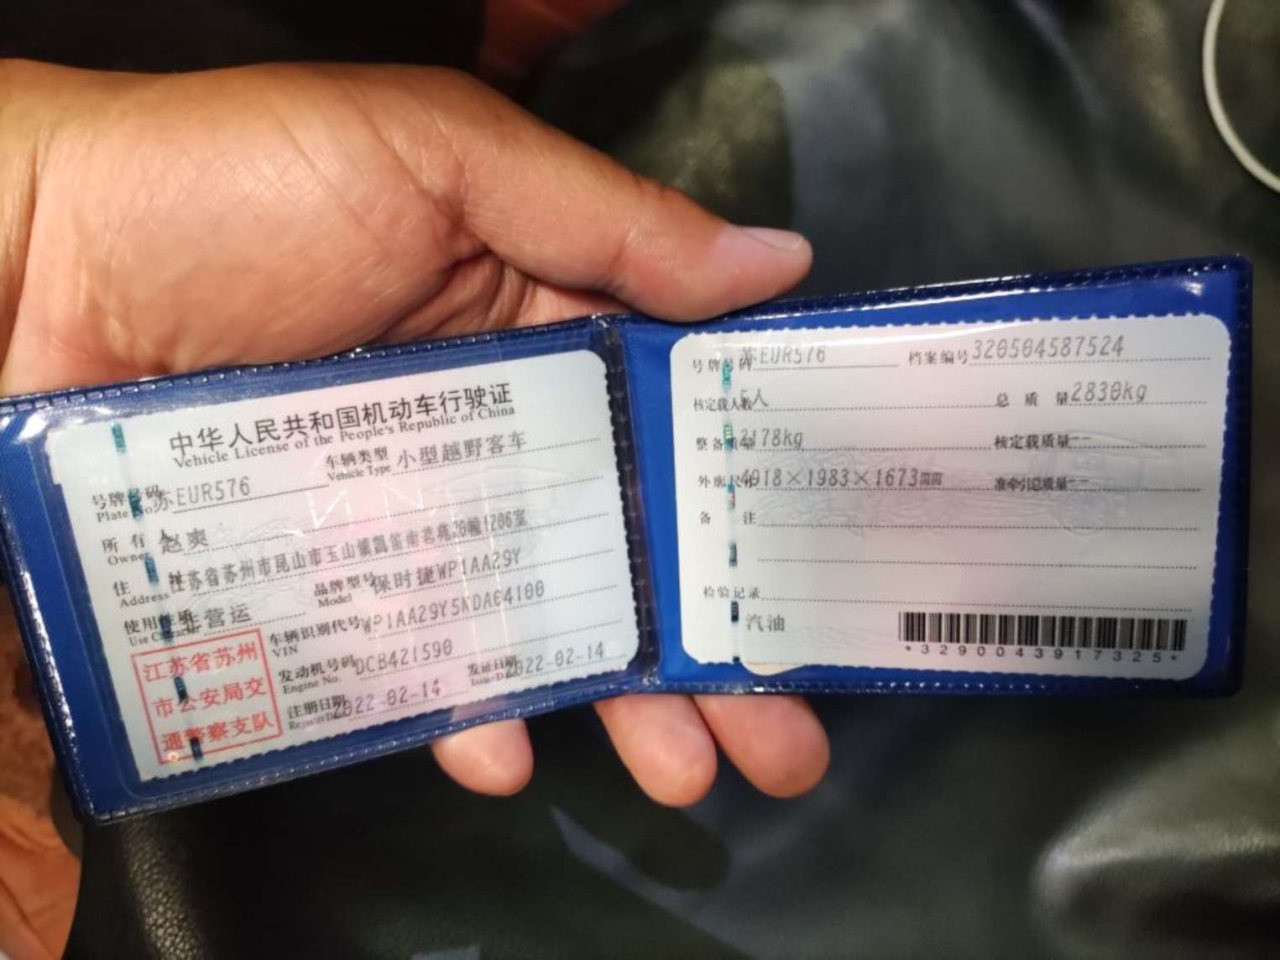 中华人民共和国机动车行驶证
Vehicle License of the People's Republic of China
号牌号码 苏EUR576 车辆类型 小型越野客车
Plate No. Vehicle Type
所有人 赵爽
Owner
住址 江苏省苏州市昆山市玉山镇 1206室
Address
使用性质 非营运 品牌型号 保时捷WP1AA29Y
Use Character Model
车辆识别代号 WP1AA29Y5KDA64100
VIN
江苏省苏州
市公安局交
通警察支队
发动机号码 DCB421590
Engine No.
注册日期 2022-02-14 发证日期 2022-02-14
Register Date Issue Date
号牌号码 苏EUR576 档案编号 320504587524
核定载人数 5人 总质量 2830kg
整备质量 2178kg 核定载质量 --
外廓尺寸 4918×1983×1673mm 准牵引总质量 --
备注
检验记录
汽油
*3290043917325*